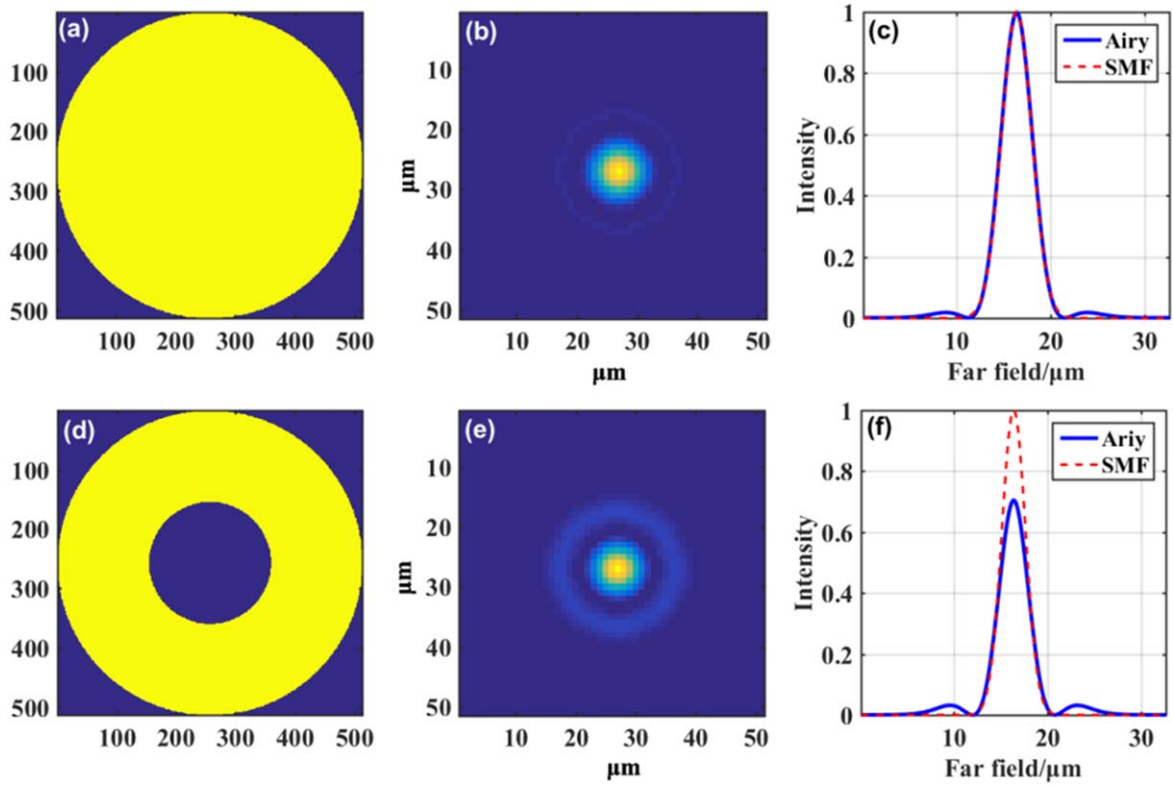 (a)
100
200
300
400
500
100 200 300 400 500
(b)
10
20
30
40
50
µm
10 20 30 40 50
µm
(c)
1
0.8
0.6
0.4
0.2
0
Intensity
Airy
SMF
10 20 30
Far field/µm
(d)
100
200
300
400
500
100 200 300 400 500
(e)
10
20
30
40
50
µm
10 20 30 40 50
µm
(f)
1
0.8
0.6
0.4
0.2
0
Intensity
Ariy
SMF
10 20 30
Far field/µm